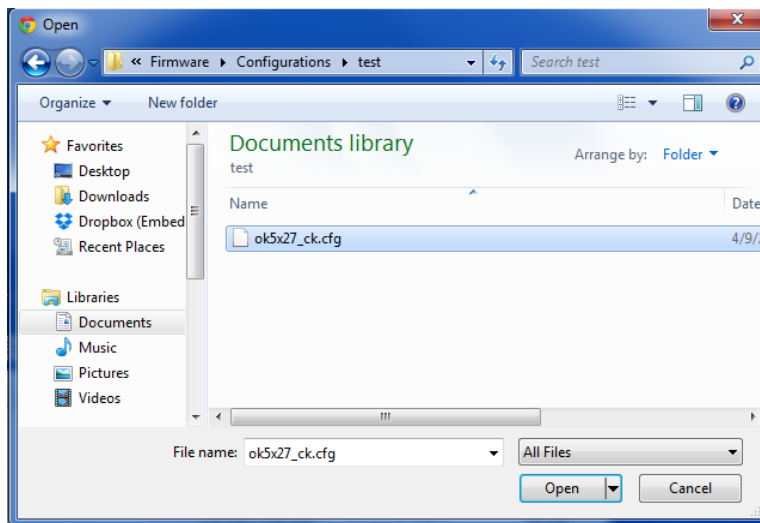 Open
« Firmware Configurations test
Search test
Organize
New folder
Favorites
Desktop
Downloads
Dropbox (Embed
Recent Places
Libraries
Documents
Music
Pictures
Videos
Documents library
test
Arrange by: Folder
Name
Date
ok5x27_ck.cfg
4/9/2
File name: ok5x27_ck.cfg
All Files
Open
Cancel